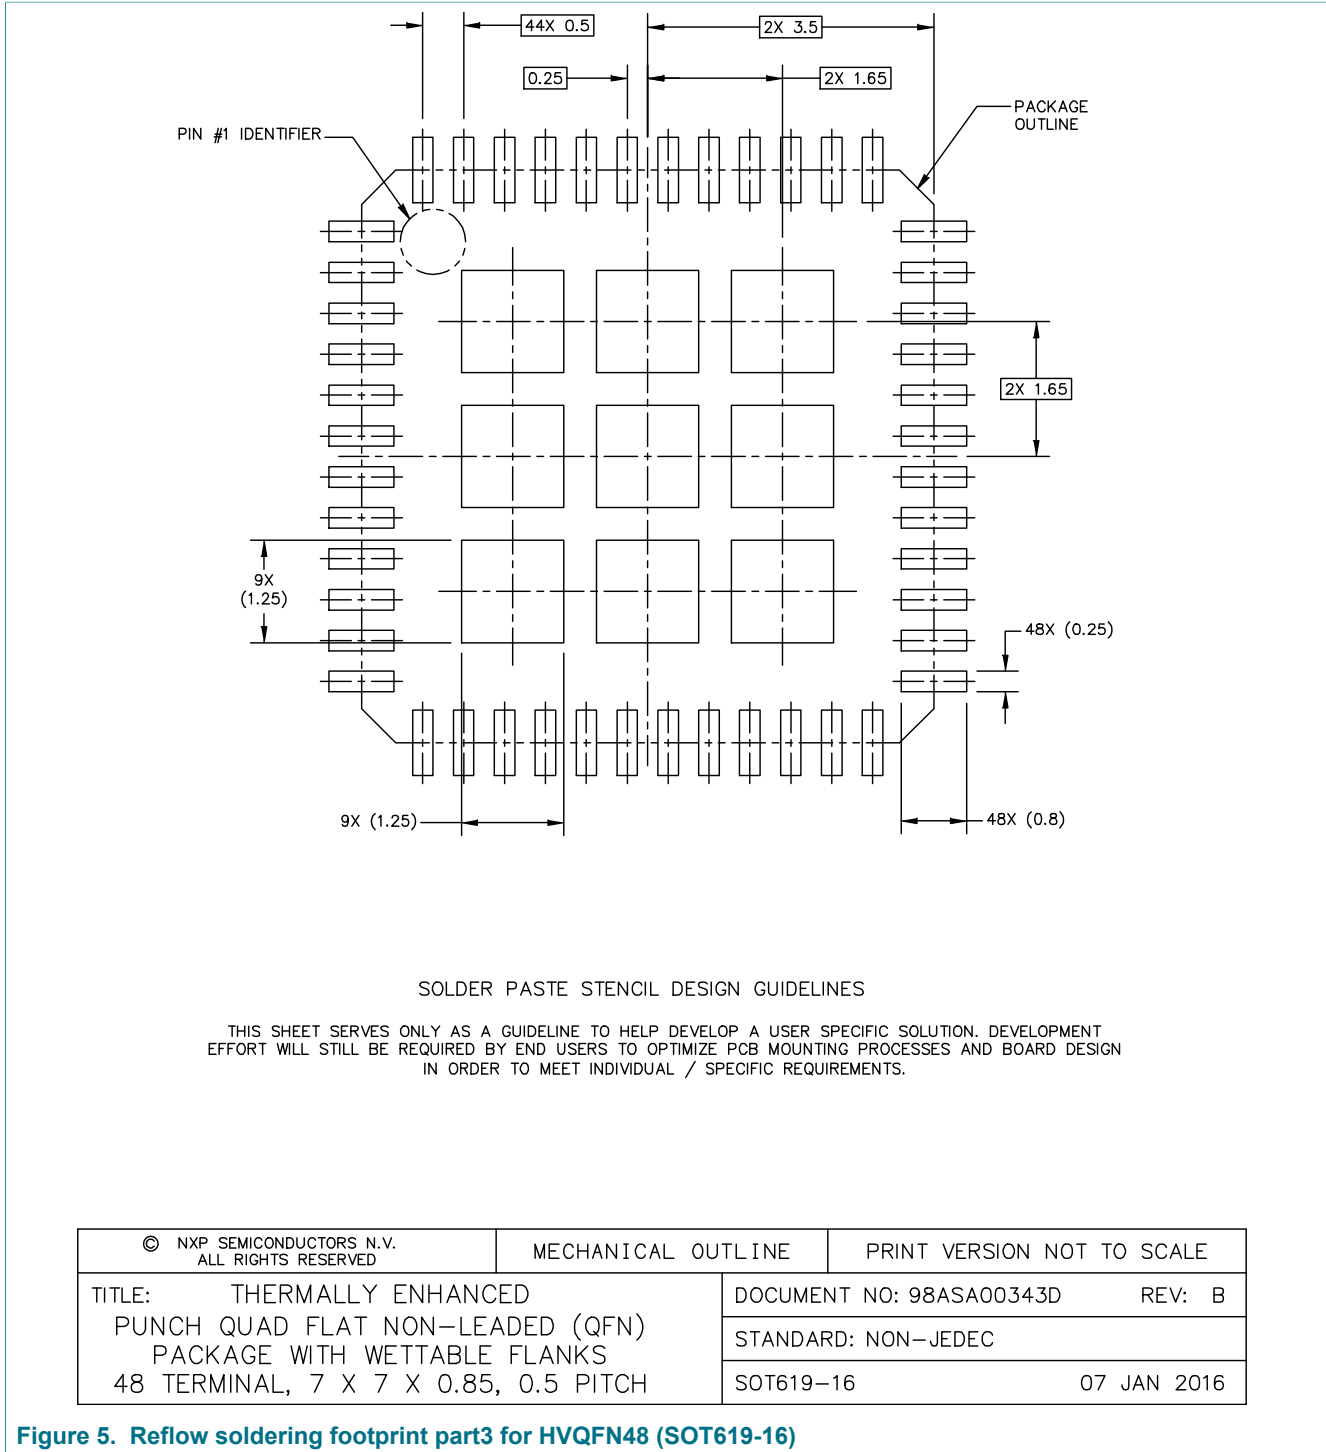 44X 0.5
2X 3.5
0.25
2X 1.65
PIN #1 IDENTIFIER
PACKAGE
OUTLINE
2X 1.65
9X
(1.25)
48X (0.25)
9X (1.25)
48X (0.8)
SOLDER PASTE STENCIL DESIGN GUIDELINES
THIS SHEET SERVES ONLY AS A GUIDELINE TO HELP DEVELOP A USER SPECIFIC SOLUTION. DEVELOPMENT
EFFORT WILL STILL BE REQUIRED BY END USERS TO OPTIMIZE PCB MOUNTING PROCESSES AND BOARD DESIGN
IN ORDER TO MEET INDIVIDUAL / SPECIFIC REQUIREMENTS.
© NXP SEMICONDUCTORS N.V.
ALL RIGHTS RESERVED
MECHANICAL OUTLINE
PRINT VERSION NOT TO SCALE
TITLE: THERMALLY ENHANCED
PUNCH QUAD FLAT NON-LEADED (QFN)
PACKAGE WITH WETTABLE FLANKS
48 TERMINAL, 7 X 7 X 0.85, 0.5 PITCH
DOCUMENT NO: 98ASA00343D REV: B
STANDARD: NON-JEDEC
SOT619-16 07 JAN 2016
Figure 5. Reflow soldering footprint part3 for HVQFN48 (SOT619-16)